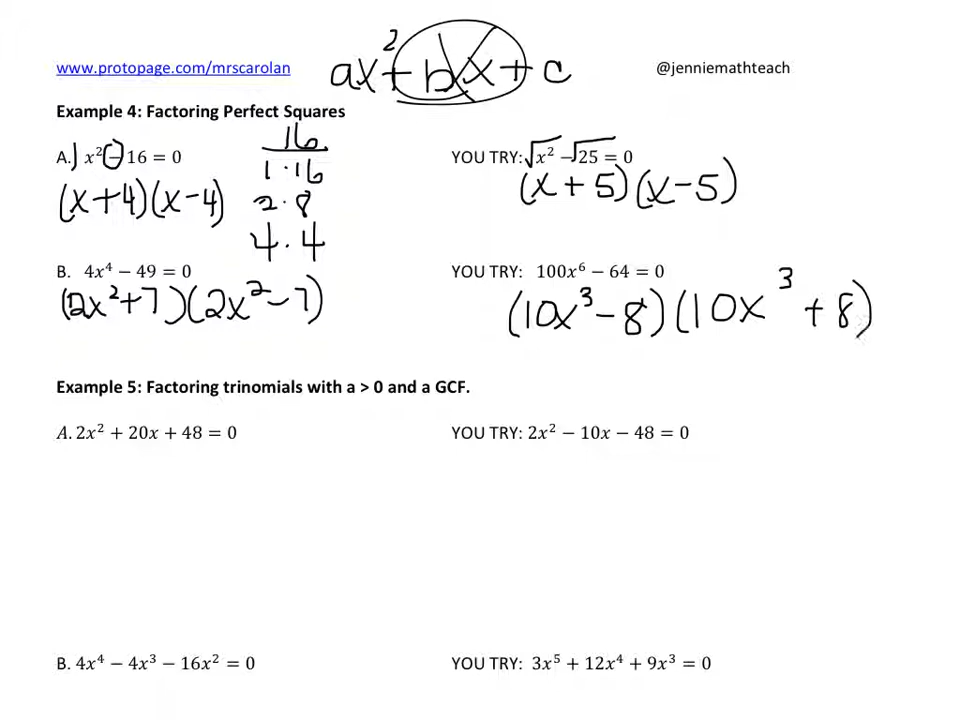 ax²+bx+c
www.protopage.com/mrscarolan @jenniemathteach
Example 4: Factoring Perfect Squares
A. x² − 16 = 0 YOU TRY: √x² − √25 = 0
(x+4)(x-4) (x+5)(x-5)
16
1·16
2·8
4·4
B. 4x⁴ − 49 = 0 YOU TRY: 100x⁶ − 64 = 0
(2x²+7)(2x²-7) (10x³-8)(10x³+8)
Example 5: Factoring trinomials with a > 0 and a GCF.
A. 2x² + 20x + 48 = 0 YOU TRY: 2x² − 10x − 48 = 0
B. 4x⁴ − 4x³ − 16x² = 0 YOU TRY: 3x⁵ + 12x⁴ + 9x³ = 0